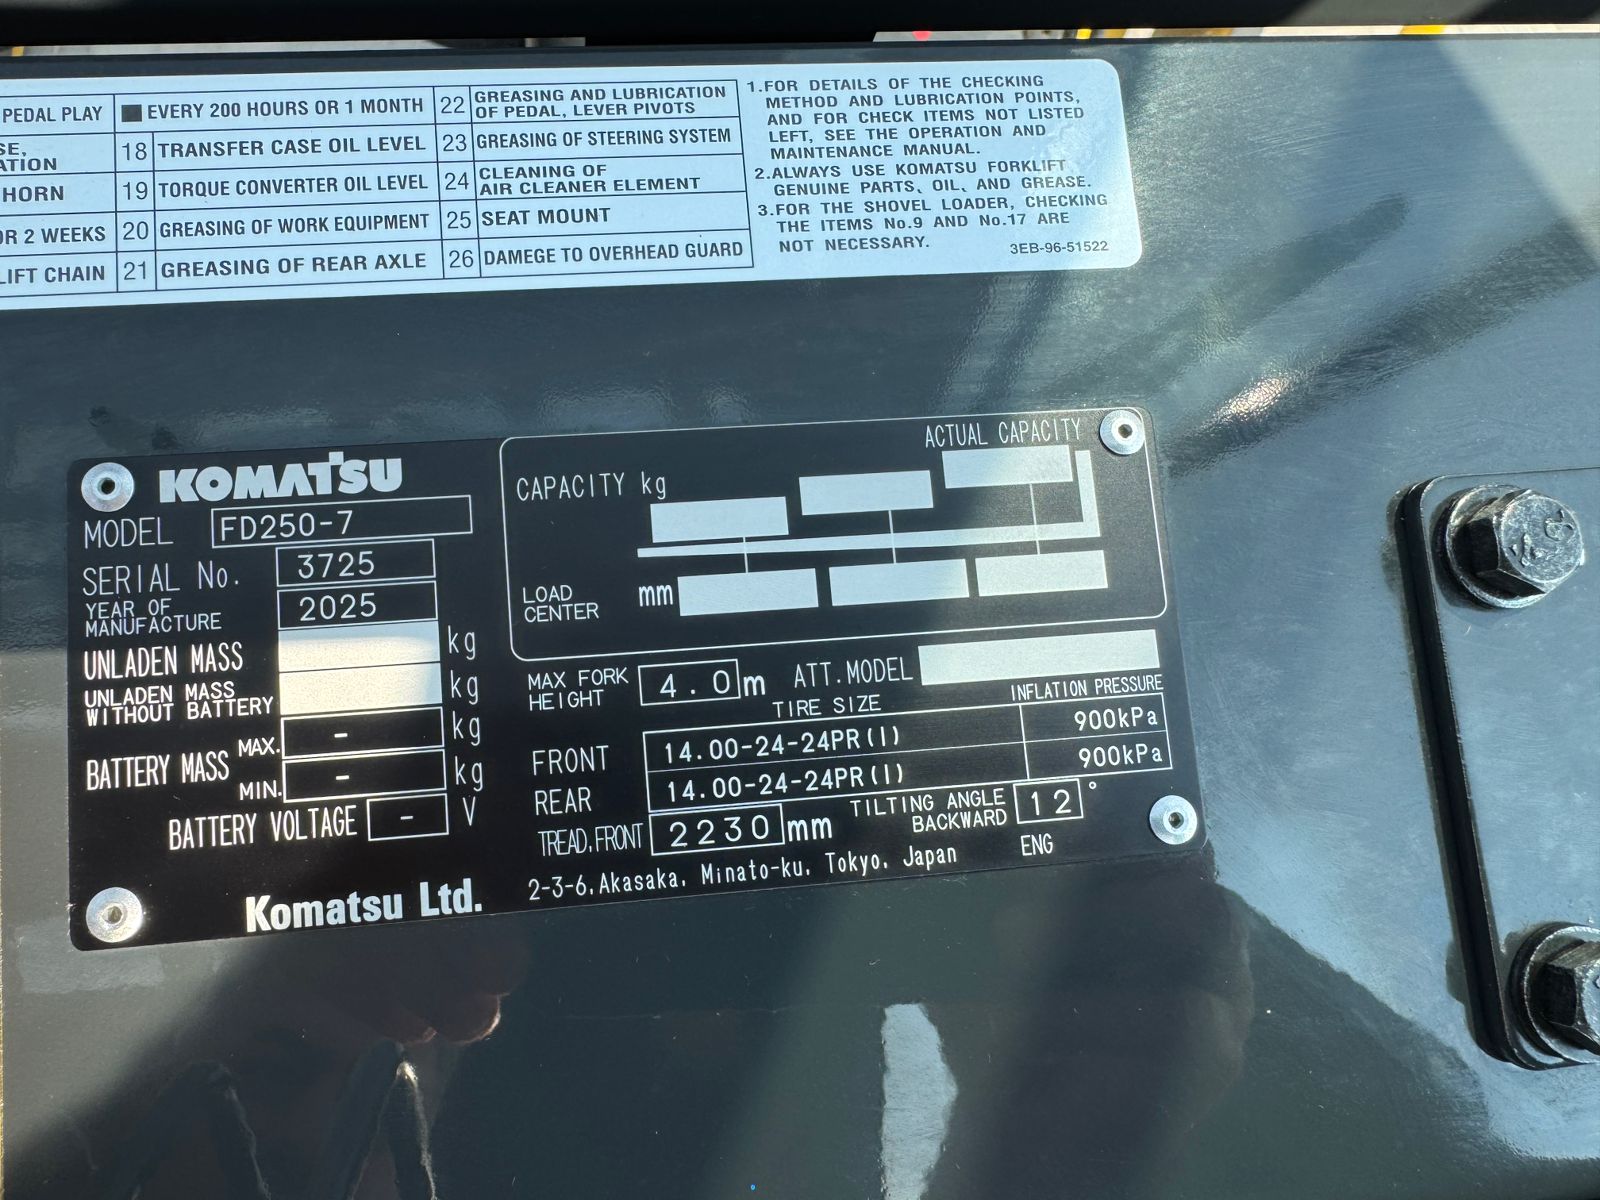 PEDAL PLAY
SE,
ATION
HORN
OR 2 WEEKS
LIFT CHAIN
■ EVERY 200 HOURS OR 1 MONTH
18 TRANSFER CASE OIL LEVEL
19 TORQUE CONVERTER OIL LEVEL
20 GREASING OF WORK EQUIPMENT
21 GREASING OF REAR AXLE
22 GREASING AND LUBRICATION
OF PEDAL, LEVER PIVOTS
23 GREASING OF STEERING SYSTEM
24 CLEANING OF
AIR CLEANER ELEMENT
25 SEAT MOUNT
26 DAMEGE TO OVERHEAD GUARD
1.FOR DETAILS OF THE CHECKING
METHOD AND LUBRICATION POINTS,
AND FOR CHECK ITEMS NOT LISTED
LEFT, SEE THE OPERATION AND
MAINTENANCE MANUAL.
2.ALWAYS USE KOMATSU FORKLIFT
GENUINE PARTS, OIL, AND GREASE.
3.FOR THE SHOVEL LOADER, CHECKING
THE ITEMS No.9 AND No.17 ARE
NOT NECESSARY.
3EB-96-51522
KOMATSU
MODEL FD250-7
SERIAL No. 3725
YEAR OF
MANUFACTURE 2025
UNLADEN MASS kg
UNLADEN MASS
WITHOUT BATTERY kg
BATTERY MASS MAX. - kg
MIN. - kg
BATTERY VOLTAGE - V
Komatsu Ltd.
ACTUAL CAPACITY
CAPACITY kg
LOAD
CENTER mm
MAX FORK
HEIGHT 4.0 m ATT.MODEL
TIRE SIZE INFLATION PRESSURE
FRONT 14.00-24-24PR(I) 900kPa
REAR 14.00-24-24PR(I) 900kPa
TREAD,FRONT 2230 mm TILTING ANGLE
BACKWARD 12°
2-3-6,Akasaka, Minato-ku, Tokyo, Japan ENG